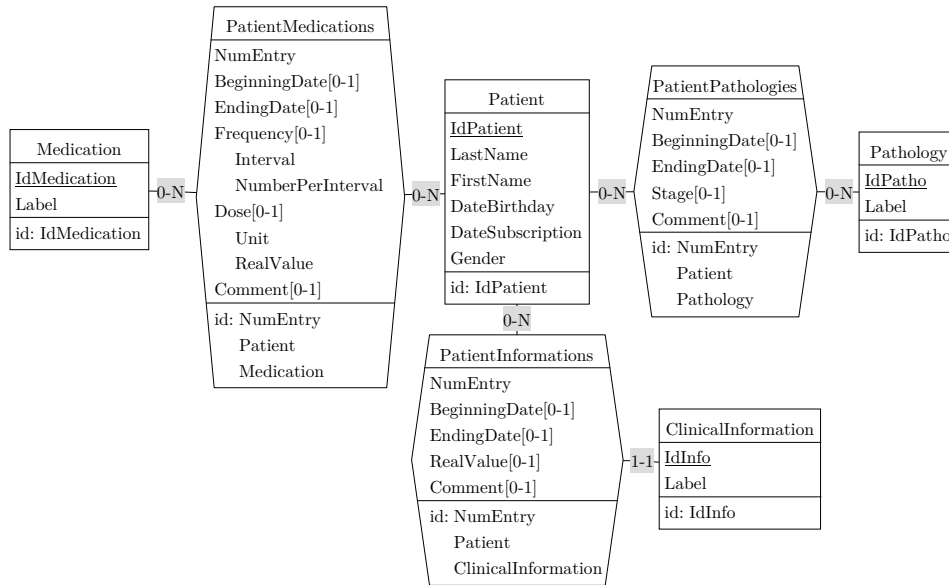 PatientMedications
NumEntry
BeginningDate[0-1]
EndingDate[0-1]
Frequency[0-1]
Interval
NumberPerInterval
Dose[0-1]
Unit
RealValue
Comment[0-1]
id: NumEntry
Patient
Medication
Medication
IdMedication
Label
id: IdMedication
0-N
0-N
Patient
IdPatient
LastName
FirstName
DateBirthday
DateSubscription
Gender
id: IdPatient
0-N
0-N
PatientPathologies
NumEntry
BeginningDate[0-1]
EndingDate[0-1]
Stage[0-1]
Comment[0-1]
id: NumEntry
Patient
Pathology
0-N
Pathology
IdPatho
Label
id: IdPatho
PatientInformations
NumEntry
BeginningDate[0-1]
EndingDate[0-1]
RealValue[0-1]
Comment[0-1]
id: NumEntry
Patient
ClinicalInformation
1-1
ClinicalInformation
IdInfo
Label
id: IdInfo